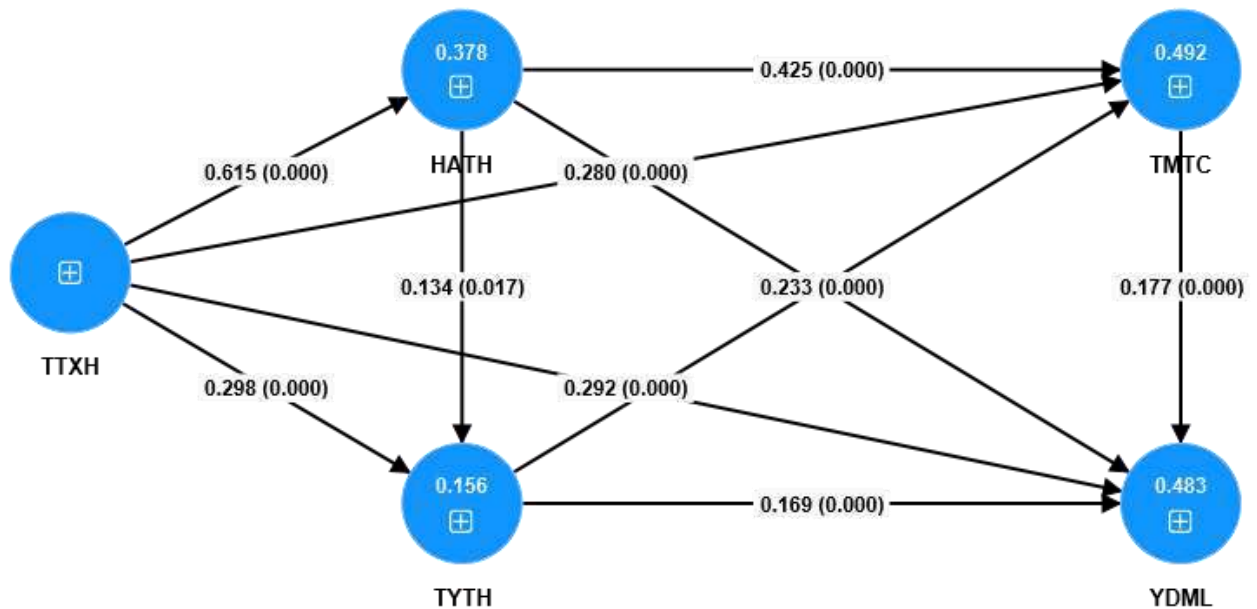 0.378
0.492
0.425 (0.000)
HATH
TMTC
0.615 (0.000)
0.280 (0.000)
0.134 (0.017)
0.233 (0.000)
0.177 (0.000)
TTXH
0.298 (0.000)
0.292 (0.000)
0.156
0.483
0.169 (0.000)
TYTH
YDML